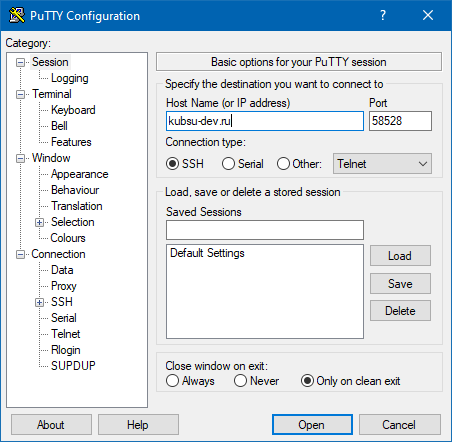 PuTTY Configuration
?
Category:
Session
Logging
Terminal
Keyboard
Bell
Features
Window
Appearance
Behaviour
Translation
Selection
Colours
Connection
Data
Proxy
SSH
Serial
Telnet
Rlogin
SUPDUP
Basic options for your PuTTY session
Specify the destination you want to connect to
Host Name (or IP address) Port
kubsu-dev.ru 58528
Connection type:
SSH Serial Other: Telnet
Load, save or delete a stored session
Saved Sessions
Default Settings
Load
Save
Delete
Close window on exit:
Always Never Only on clean exit
About Help Open Cancel